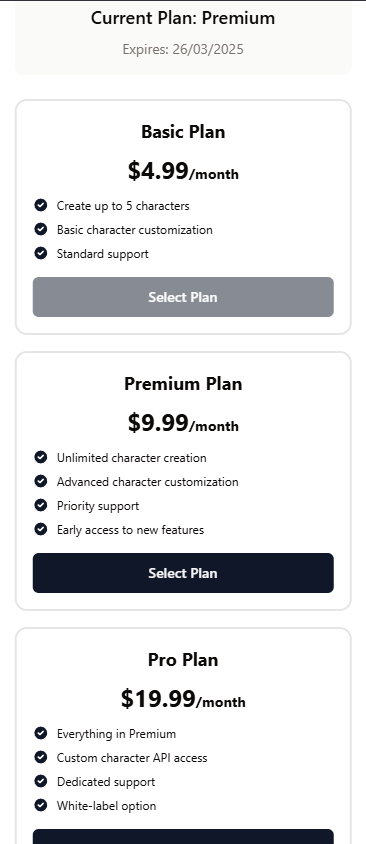 Current Plan: Premium
Expires: 26/03/2025
Basic Plan
$4.99/month
Create up to 5 characters
Basic character customization
Standard support
Select Plan
Premium Plan
$9.99/month
Unlimited character creation
Advanced character customization
Priority support
Early access to new features
Select Plan
Pro Plan
$19.99/month
Everything in Premium
Custom character API access
Dedicated support
White-label option